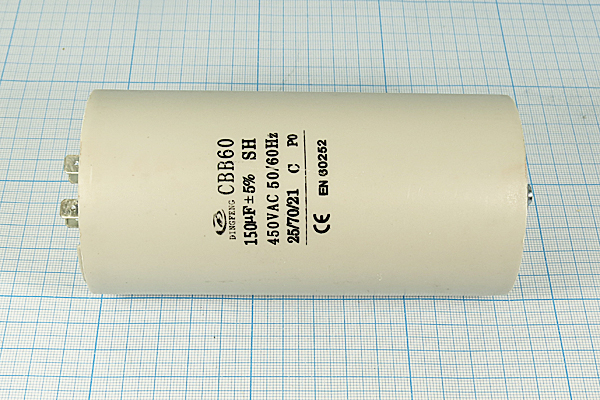 DINGFENG
CBB60
150μF±5% SH
450VAC 50/60Hz
25/70/21 C P0
CE EN 60252